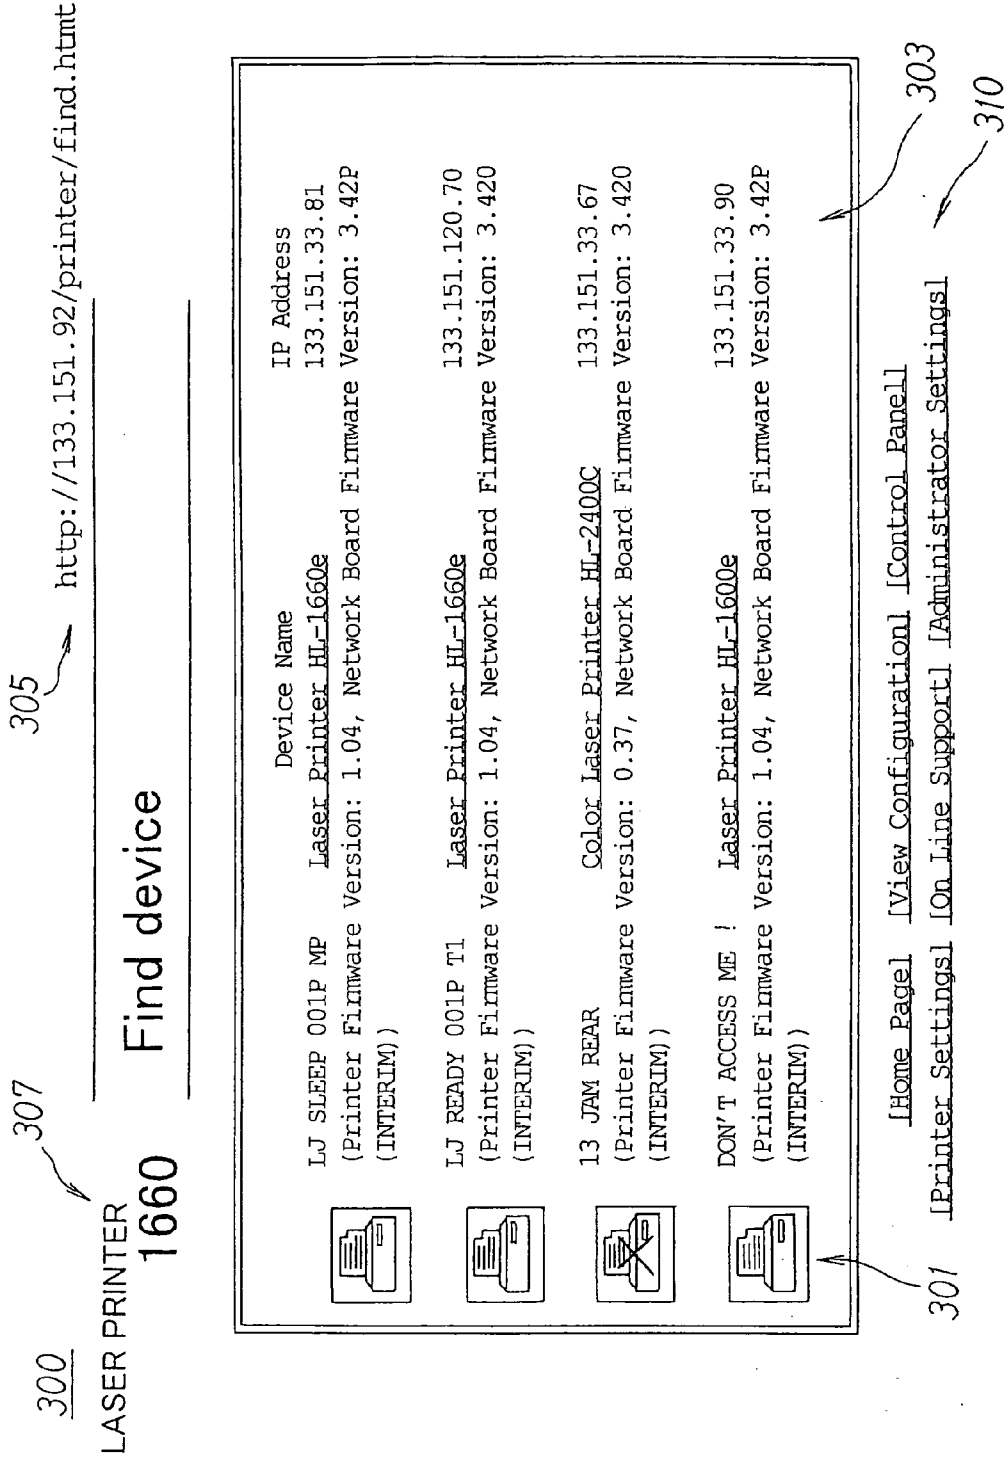 300
305
http://133.151.92/printer/find.htmt
307
LASER PRINTER
1660 Find device
Device Name IP Address
LJ SLEEP 001P MP Laser Printer HL-1660e 133.151.33.81
(Printer Firmware Version: 1.04, Network Board Firmware Version: 3.42P
(INTERIM))
LJ READY 001P T1 Laser Printer HL-1660e 133.151.120.70
(Printer Firmware Version: 1.04, Network Board Firmware Version: 3.420
(INTERIM))
13 JAM REAR Color Laser Printer HL-2400C 133.151.33.67
(Printer Firmware Version: 0.37, Network Board Firmware Version: 3.420
(INTERIM))
DON'T ACCESS ME ! Laser Printer HL-1600e 133.151.33.90
(Printer Firmware Version: 1.04, Network Board Firmware Version: 3.42P
(INTERIM))
301
303
[Home Page] [View Configuration] [Control Panel]
[Printer Settings] [On Line Support] [Administrator Settings]
310